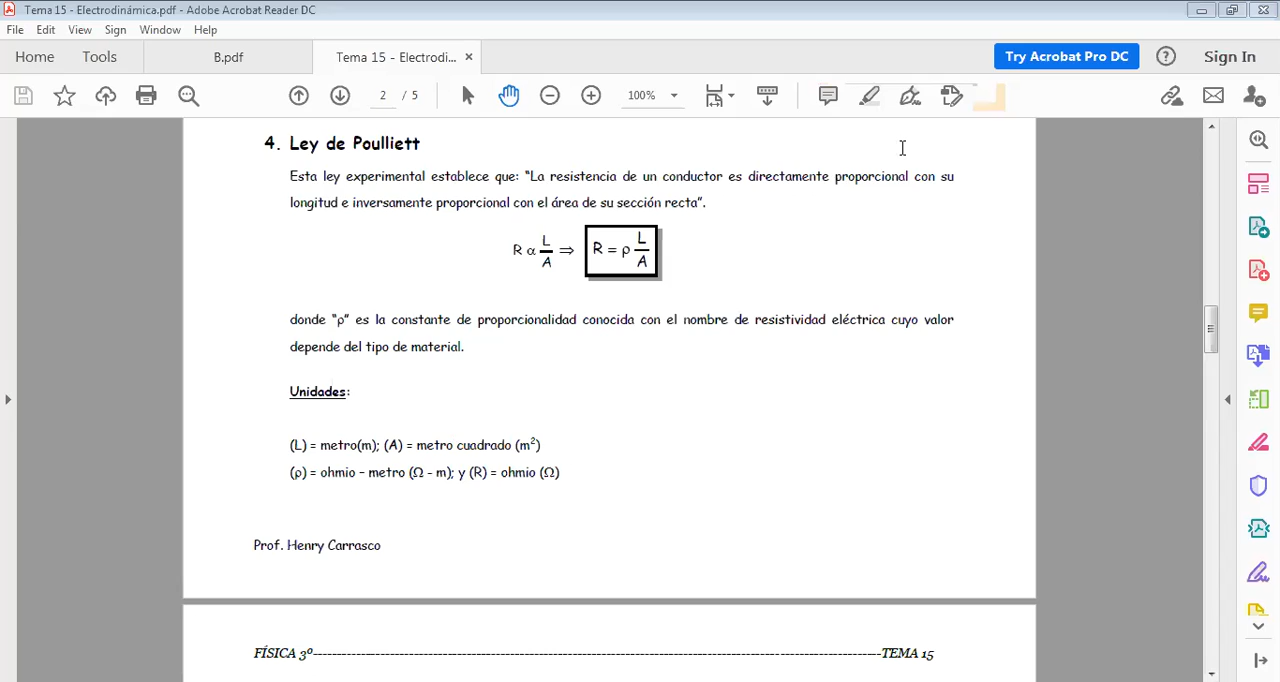 Tema 15 - Electrodinámica.pdf - Adobe Acrobat Reader DC
File Edit View Sign Window Help
Home Tools B.pdf Tema 15 - Electrodi... × Try Acrobat Pro DC ? Sign In
2 / 5 100%
4. Ley de Poulliett
Esta ley experimental establece que: “La resistencia de un conductor es directamente proporcional con su
longitud e inversamente proporcional con el área de su sección recta”.
R α L/A ⇒ R = ρ L/A
donde “ρ” es la constante de proporcionalidad conocida con el nombre de resistividad eléctrica cuyo valor
depende del tipo de material.
Unidades:
(L) = metro(m); (A) = metro cuadrado (m²)
(ρ) = ohmio – metro (Ω - m); y (R) = ohmio (Ω)
Prof. Henry Carrasco
FÍSICA 3º----------------------------------------------------------------------------------------------------TEMA 15